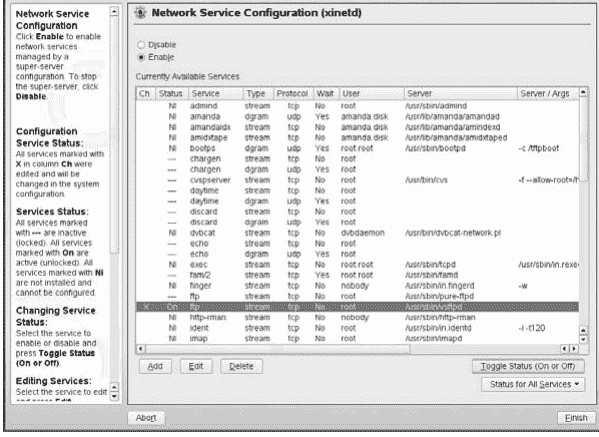 Network Service
Configuration
Click Enable to enable
network services
managed by a
super-server
configuration. To stop
the super-server, click
Disable.
Configuration
Service Status:
All services marked with
X in column Ch were
edited and will be
changed in the system
configuration.
Services Status:
All services marked
with --- are inactive
(locked). All services
marked with On are
active (unlocked). All
services marked with NI
are not installed and
cannot be configured.
Changing Service
Status:
Select the service to
enable or disable and
press Toggle Status
(On or Off).
Editing Services:
Select the service to edit
and press Edit.
Network Service Configuration (xinetd)
Disable
Enable
Currently Available Services
Ch Status Service Type Protocol Wait User Server Server / Args
NI admind stream tcp No root /usr/sbin/admind
NI amanda dgram udp Yes amanda.disk /usr/lib/amanda/amandad
NI amandaidx stream tcp No amanda.disk /usr/lib/amanda/amindexd
NI amidxtape stream tcp No amanda.disk /usr/lib/amanda/amidxtaped
NI bootps dgram udp Yes root.root /usr/sbin/bootpd -c /tftpboot
--- chargen stream tcp No root
--- chargen dgram udp Yes root
--- cvspserver stream tcp No root /usr/bin/cvs -f --allow-root=/h
--- daytime stream tcp No root
--- daytime dgram udp Yes root
--- discard stream tcp No root
--- discard dgram udp Yes root
NI dvbcat stream tcp No dvbdaemon /usr/bin/dvbcat-network.pl
--- echo stream tcp No root
--- echo dgram udp Yes root
NI exec stream tcp No root.root /usr/sbin/tcpd /usr/sbin/in.rexe
--- fam/2 stream tcp Yes root /usr/sbin/famd
NI finger stream tcp No nobody /usr/sbin/in.fingerd -w
--- ftp stream tcp No root /usr/sbin/pure-ftpd
X On ftp stream tcp No root /usr/sbin/vsftpd
NI http-rman stream tcp No nobody /usr/sbin/http-rman
NI ident stream tcp No root /usr/sbin/in.identd -l -t120
NI imap stream tcp No root /usr/sbin/imapd
Add Edit Delete Toggle Status (On or Off)
Status for All Services
Abort Finish